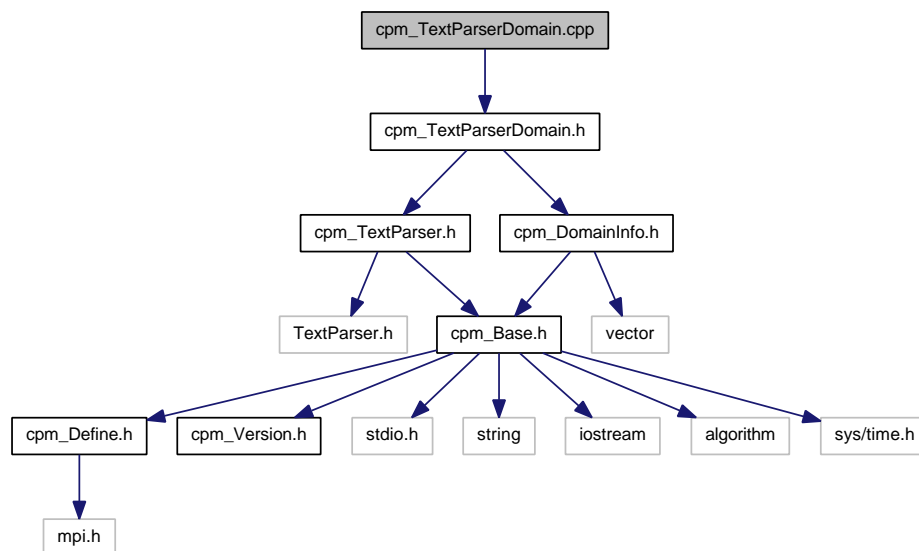 cpm_TextParserDomain.cpp
cpm_TextParserDomain.h
cpm_TextParser.h
cpm_DomainInfo.h
TextParser.h
cpm_Base.h
vector
cpm_Define.h
cpm_Version.h
stdio.h
string
iostream
algorithm
sys/time.h
mpi.h